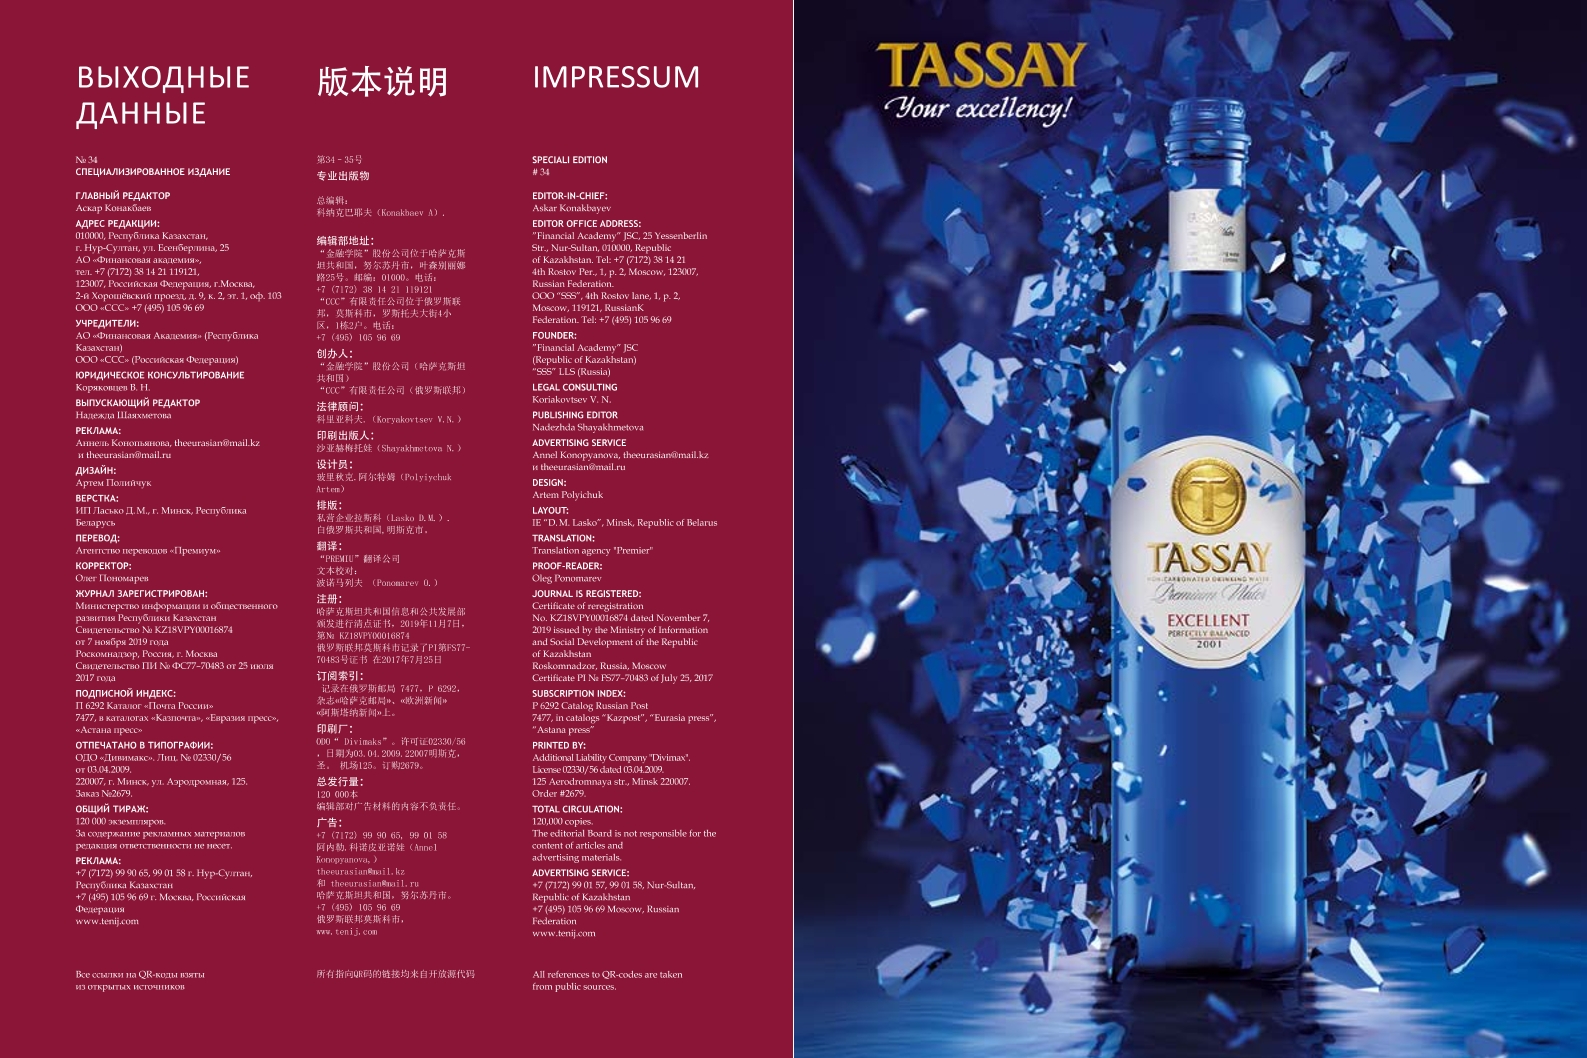 ВЫХОДНЫЕ
ДАННЫЕ
№ 34
СПЕЦИАЛИЗИРОВАННОЕ ИЗДАНИЕ
ГЛАВНЫЙ РЕДАКТОР
Аскар Конакбаев
АДРЕС РЕДАКЦИИ:
010000, Республика Казахстан,
г. Нур-Султан, ул. Есенберлина, 25
АО «Финансовая академия»,
тел. +7 (7172) 38 14 21 119121,
123007, Российская Федерация, г.Москва,
2-й Хорошёвский проезд, д. 9, к. 2, эт. 1, оф. 103
ООО «ССС» +7 (495) 105 96 69
УЧРЕДИТЕЛИ:
АО «Финансовая Академия» (Республика
Казахстан)
ООО «ССС» (Российская Федерация)
ЮРИДИЧЕСКОЕ КОНСУЛЬТИРОВАНИЕ
Коряковцев В. Н.
ВЫПУСКАЮЩИЙ РЕДАКТОР
Надежда Шаяхметова
РЕКЛАМА:
Аннель Конопьянова, theeurasian@mail.kz
и theeurasian@mail.ru
ДИЗАЙН:
Артем Полийчук
ВЕРСТКА:
ИП Ласько Д.М., г. Минск, Республика
Беларусь
ПЕРЕВОД:
Агентство переводов «Премиум»
КОРРЕКТОР:
Олег Пономарев
ЖУРНАЛ ЗАРЕГИСТРИРОВАН:
Министерство информации и общественного
развития Республики Казахстан
Свидетельство № KZ18VPY00016874
от 7 ноября 2019 года
Роскомнадзор, Россия, г. Москва
Свидетельство ПИ № ФС77–70483 от 25 июля
2017 года
ПОДПИСНОЙ ИНДЕКС:
П 6292 Каталог «Почта России»
7477, в каталогах «Казпочта», «Евразия пресс»,
«Астана пресс»
ОТПЕЧАТАНО В ТИПОГРАФИИ:
ОДО «Дивимакс». Лиц. № 02330/56
от 03.04.2009.
220007, г. Минск, ул. Аэродромная, 125.
Заказ №2679.
ОБЩИЙ ТИРАЖ:
120 000 экземпляров.
За содержание рекламных материалов
редакция ответственности не несет.
РЕКЛАМА:
+7 (7172) 99 90 65, 99 01 58 г. Нур-Султан,
Республика Казахстан
+7 (495) 105 96 69 г. Москва, Российская
Федерация
www.tenij.com
Все ссылки на QR-коды взяты
из открытых источников
版本说明
第34－35号
专业出版物
总编辑:
科纳克巴耶夫（Konakbaev A）.
编辑部地址:
“金融学院”股份公司位于哈萨克斯
坦共和国，努尔苏丹市，叶森别丽娜
路25号。邮编：01000。电话：
+7 (7172) 38 14 21 119121
“CCC”有限责任公司位于俄罗斯联
邦，莫斯科市，罗斯托夫大街4小
区，1栋2户。电话：
+7 (495) 105 96 69
创办人:
“金融学院”股份公司（哈萨克斯坦
共和国）
“CCC”有限责任公司（俄罗斯联邦）
法律顾问:
科里亚科夫.（Koryakovtsev V.N.）
印刷出版人:
沙亚赫梅托娃（Shayakhmetova N.）
设计员:
玻里秋克.阿尔特姆（Polyiychuk
Artem）
排版:
私营企业拉斯科（Lasko D.M.）.
白俄罗斯共和国,明斯克市。
翻译:
“PREMIU”翻译公司
文本校对:
波诺马列夫 （Ponomarev O.）
注册:
哈萨克斯坦共和国信息和公共发展部
颁发进行清点证书，2019年11月7日，
第№ KZ18VPY00016874
俄罗斯联邦莫斯科市记录了PI第FS77-
70483号证书 在2017年7月25日
订阅索引:
记录在俄罗斯邮局 7477，P 6292，
杂志«哈萨克邮局»、«欧洲新闻»
«阿斯塔纳新闻»上。
印刷厂:
ODO“ Divimaks”。许可证02330/56
，日期为03.04.2009.22007明斯克，
圣。 机场125。订购2679。
总发行量:
120 000本
编辑部对广告材料的内容不负责任。
广告:
+7 (7172) 99 90 65, 99 01 58
阿内勒.科诺皮亚诺娃（Annel
Konopyanova,）
theeurasian@mail.kz
和 theeurasian@mail.ru
哈萨克斯坦共和国，努尔苏丹市。
+7 (495) 105 96 69
俄罗斯联邦莫斯科市，
www.tenij.com
所有指向QR码的链接均来自开放源代码
IMPRESSUM
SPECIALI EDITION
# 34
EDITOR-IN-CHIEF:
Askar Konakbayev
EDITOR OFFICE ADDRESS:
“Financial Academy” JSC, 25 Yessenberlin
Str., Nur-Sultan, 010000, Republic
of Kazakhstan. Tel: +7 (7172) 38 14 21
4th Rostov Per., 1, p. 2, Moscow, 123007,
Russian Federation.
OOO “SSS”, 4th Rostov lane, 1, p. 2,
Moscow, 119121, RussianK
Federation. Tel: +7 (495) 105 96 69
FOUNDER:
“Financial Academy” JSC
(Republic of Kazakhstan)
“SSS” LLS (Russia)
LEGAL CONSULTING
Koriakovtsev V. N.
PUBLISHING EDITOR
Nadezhda Shayakhmetova
ADVERTISING SERVICE
Annel Konopyanova, theeurasian@mail.kz
и theeurasian@mail.ru
DESIGN:
Artem Polyichuk
LAYOUT:
IE “D. M. Lasko”, Minsk, Republic of Belarus
TRANSLATION:
Translation agency "Premier"
PROOF-READER:
Oleg Ponomarev
JOURNAL IS REGISTERED:
Certificate of reregistration
No. KZ18VPY00016874 dated November 7,
2019 issued by the Ministry of Information
and Social Development of the Republic
of Kazakhstan
Roskomnadzor, Russia, Moscow
Certificate PI № FS77–70483 of July 25, 2017
SUBSCRIPTION INDEX:
P 6292 Catalog Russian Post
7477, in catalogs “Kazpost”, “Eurasia press”,
“Astana press”
PRINTED BY:
Additional Liability Company "Divimax".
License 02330/56 dated 03.04.2009.
125 Aerodromnaya str., Minsk 220007.
Order #2679.
TOTAL CIRCULATION:
120,000 copies.
The editorial Board is not responsible for the
content of articles and
advertising materials.
ADVERTISING SERVICE:
+7 (7172) 99 01 57, 99 01 58, Nur-Sultan,
Republic of Kazakhstan
+7 (495) 105 96 69 Moscow, Russian
Federation
www.tenij.com
All references to QR-codes are taken
from public sources.
TASSAY
Your excellency!
TASSAY
NON-CARBONATED DRINKING WATER
Premium Water
EXCELLENT
PERFECTLY BALANCED
2001